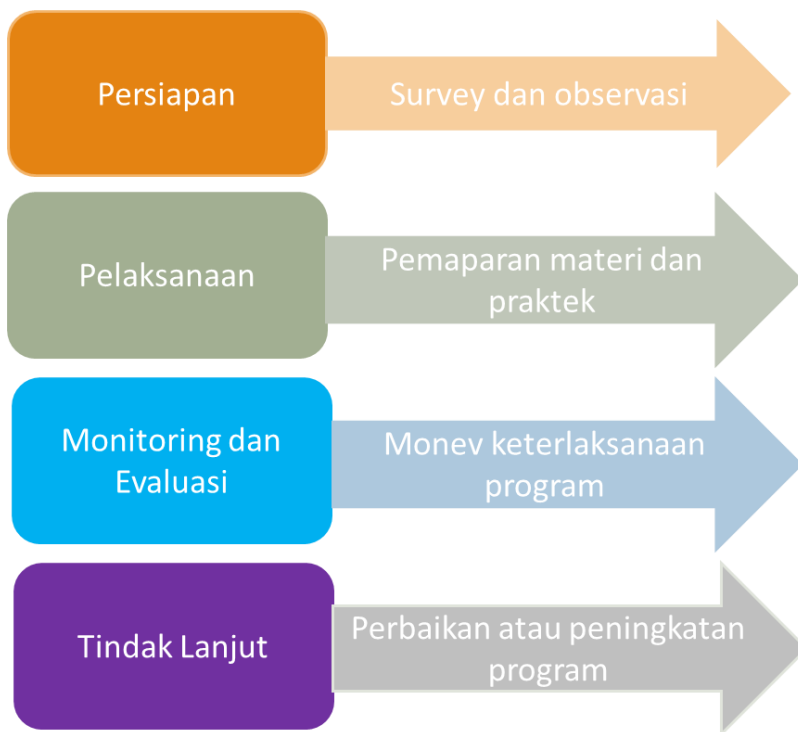 Persiapan
Survey dan observasi
Pelaksanaan
Pemaparan materi dan
praktek
Monitoring dan
Evaluasi
Monev keterlaksanaan
program
Tindak Lanjut
Perbaikan atau peningkatan
program